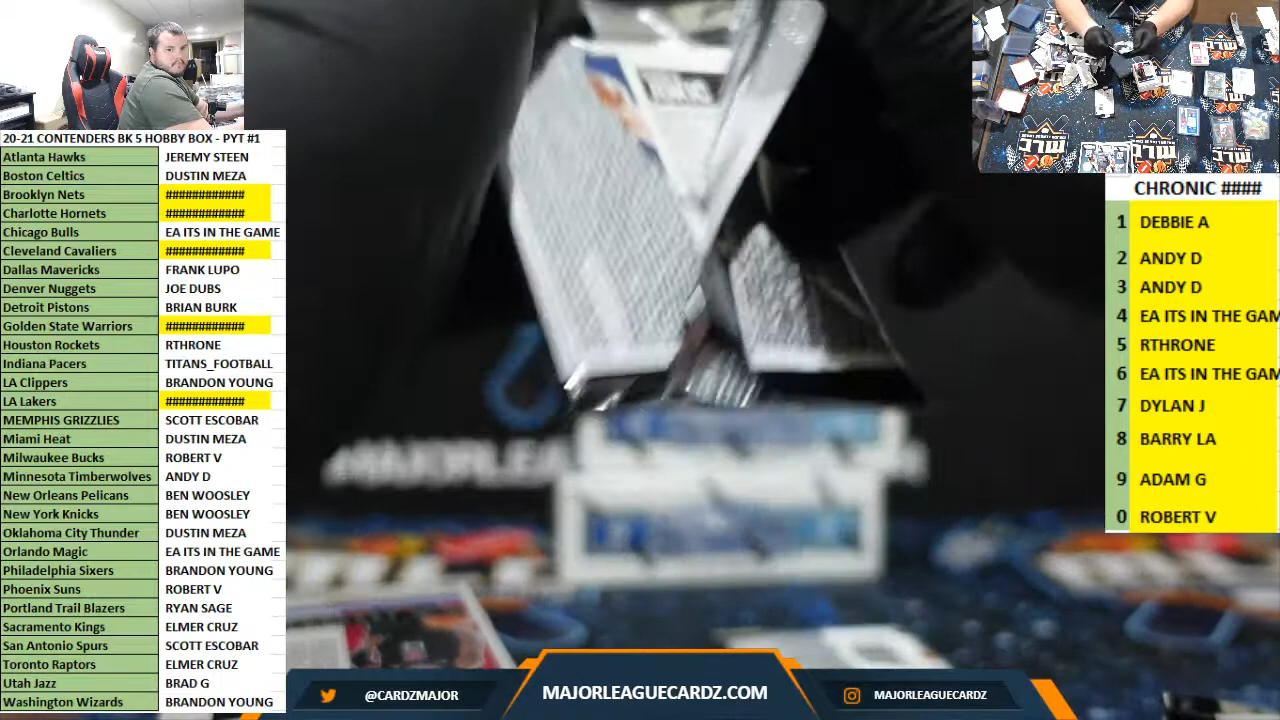 20-21 CONTENDERS BK 5 HOBBY BOX - PYT #1
Atlanta Hawks JEREMY STEEN
Boston Celtics DUSTIN MEZA
Brooklyn Nets ############
Charlotte Hornets ############
Chicago Bulls EA ITS IN THE GAME
Cleveland Cavaliers ############
Dallas Mavericks FRANK LUPO
Denver Nuggets JOE DUBS
Detroit Pistons BRIAN BURK
Golden State Warriors ############
Houston Rockets RTHRONE
Indiana Pacers TITANS_FOOTBALL
LA Clippers BRANDON YOUNG
LA Lakers ############
MEMPHIS GRIZZLIES SCOTT ESCOBAR
Miami Heat DUSTIN MEZA
Milwaukee Bucks ROBERT V
Minnesota Timberwolves ANDY D
New Orleans Pelicans BEN WOOSLEY
New York Knicks BEN WOOSLEY
Oklahoma City Thunder DUSTIN MEZA
Orlando Magic EA ITS IN THE GAME
Philadelphia Sixers BRANDON YOUNG
Phoenix Suns ROBERT V
Portland Trail Blazers RYAN SAGE
Sacramento Kings ELMER CRUZ
San Antonio Spurs SCOTT ESCOBAR
Toronto Raptors ELMER CRUZ
Utah Jazz BRAD G
Washington Wizards BRANDON YOUNG
CHRONIC ####
1 DEBBIE A
2 ANDY D
3 ANDY D
4 EA ITS IN THE GAM
5 RTHRONE
6 EA ITS IN THE GAM
7 DYLAN J
8 BARRY LA
9 ADAM G
0 ROBERT V
MLC MLC MLC
@CARDZMAJOR
MAJORLEAGUECARDZ.COM
MAJORLEAGUECARDZ